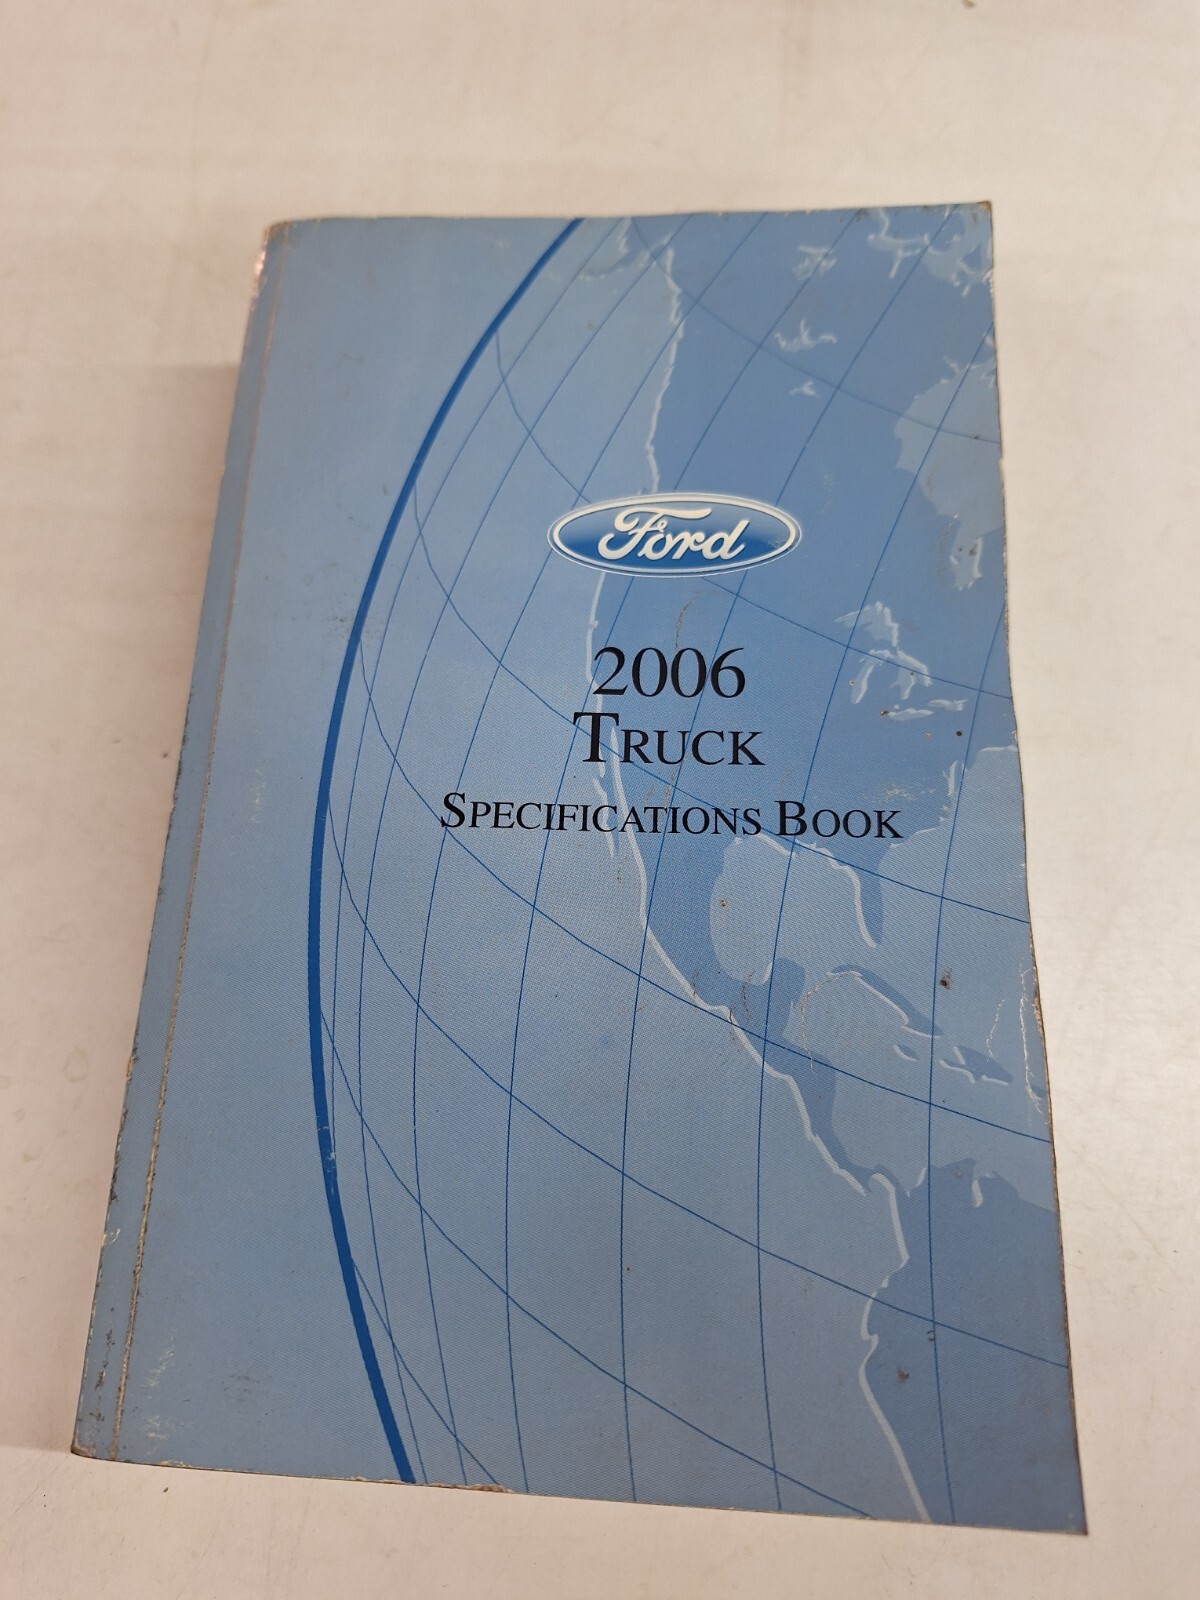 Ford
2006
TRUCK
SPECIFICATIONS BOOK